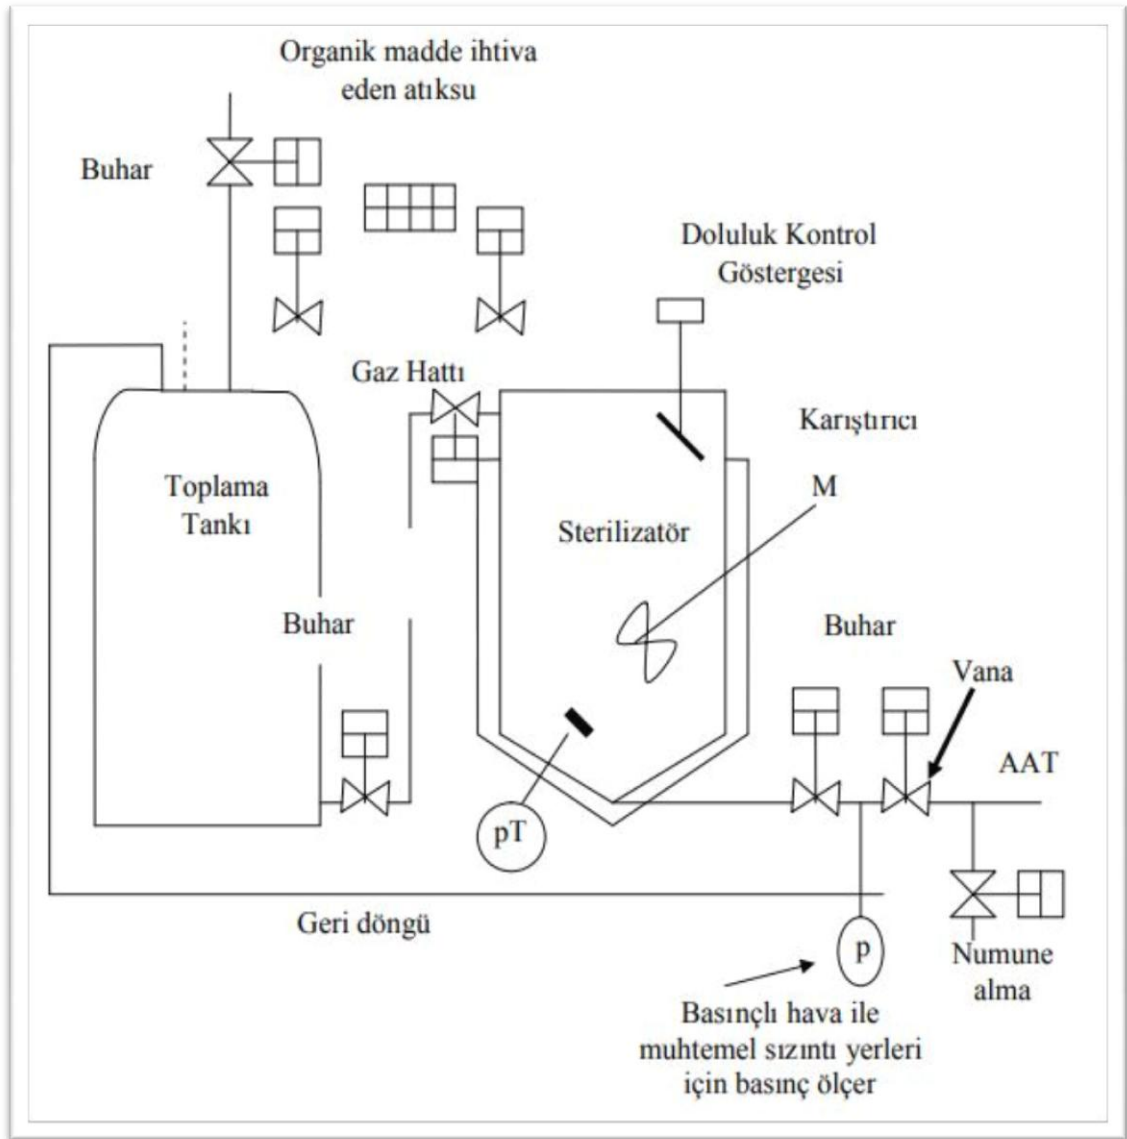 Organik madde ihtiva
eden atıksu
Buhar
Doluluk Kontrol
Göstergesi
Gaz Hattı
Karıştırıcı
M
Toplama
Tankı
Sterilizatör
Buhar
Buhar
Vana
AAT
pT
Geri döngü
p
Numune
alma
Basınçlı hava ile
muhtemel sızıntı yerleri
için basınç ölçer